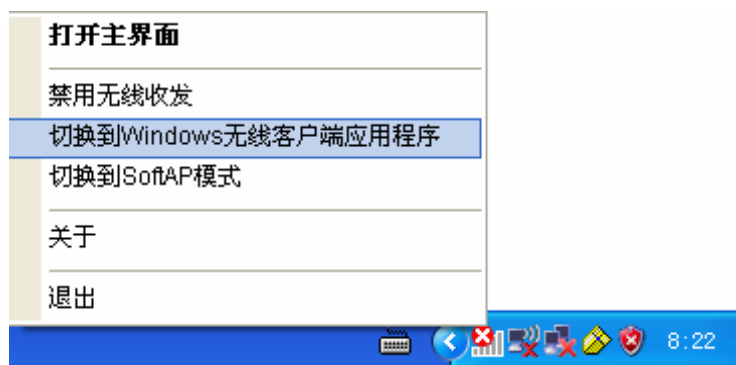 打开主界面
禁用无线收发
切换到Windows无线客户端应用程序
切换到SoftAP模式
关于
退出
8:22